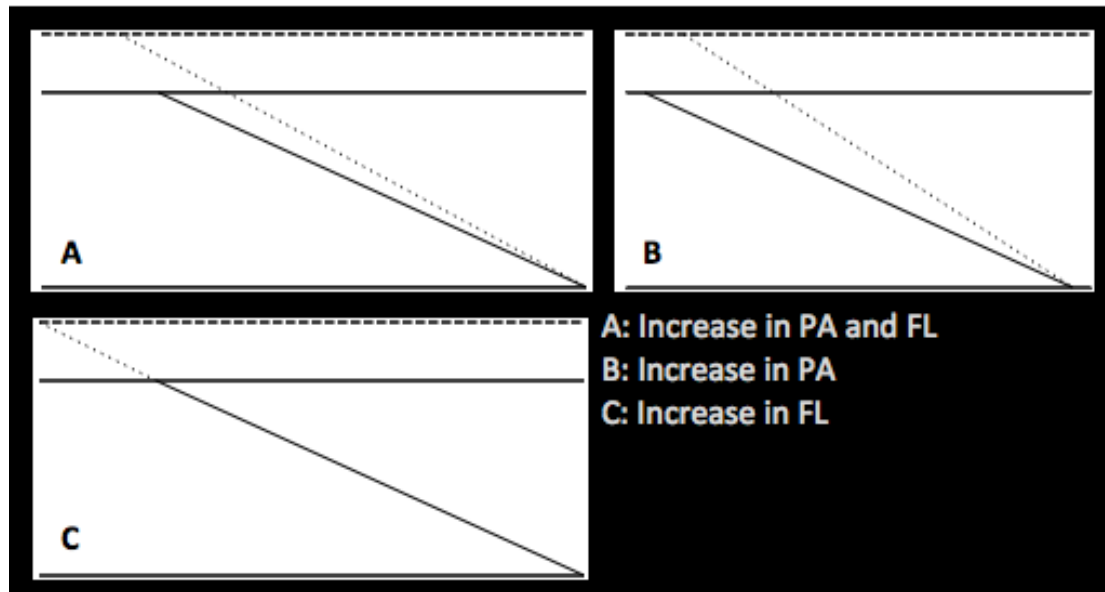 A
B
C
A: Increase in PA and FL
B: Increase in PA
C: Increase in FL